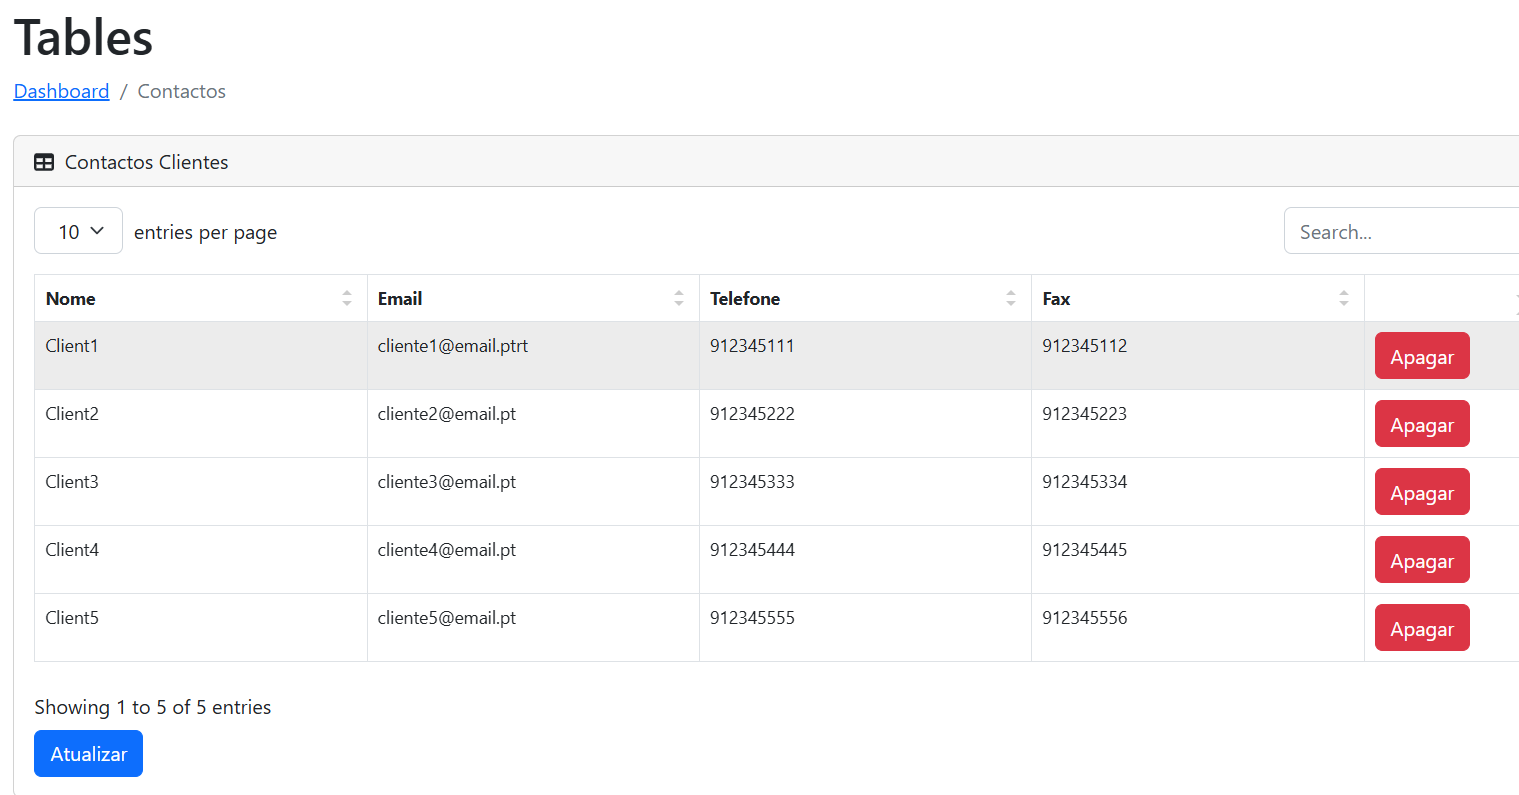 Tables
Dashboard / Contactos
Contactos Clientes
10 entries per page Search...
Nome Email Telefone Fax
Client1 cliente1@email.ptrt 912345111 912345112 Apagar
Client2 cliente2@email.pt 912345222 912345223 Apagar
Client3 cliente3@email.pt 912345333 912345334 Apagar
Client4 cliente4@email.pt 912345444 912345445 Apagar
Client5 cliente5@email.pt 912345555 912345556 Apagar
Showing 1 to 5 of 5 entries
Atualizar